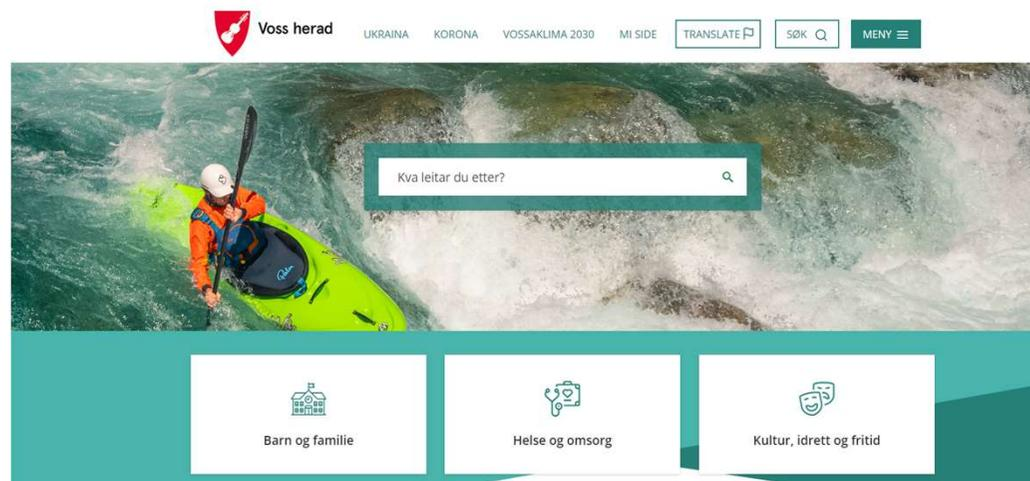 Voss herad
UKRAINA KORONA VOSSAKLIMA 2030 MI SIDE TRANSLATE SØK MENY
Kva leitar du etter?
Barn og familie Helse og omsorg Kultur, idrett og fritid